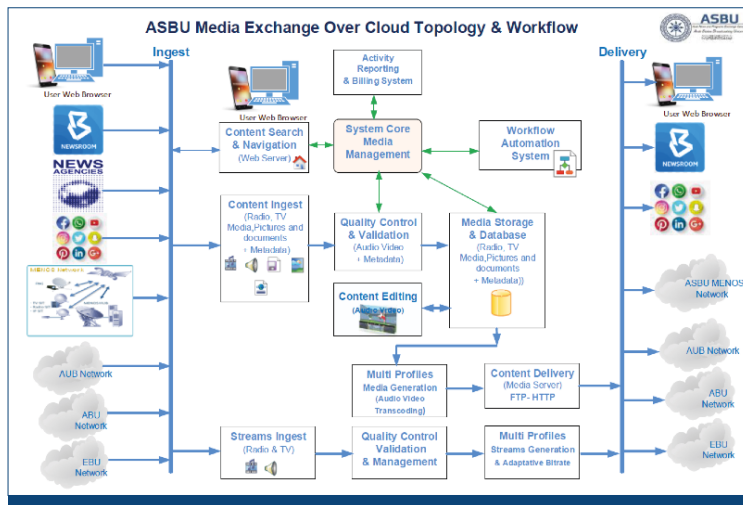 ASBU Media Exchange Over Cloud Topology & Workflow
ASBU
Ingest
Delivery
User Web Browser
NEWSROOM
NEWS
AGENCIES
MENOS Network
AUB Network
ABU
Network
EBU
Network
User Web Browser
Content Search
& Navigation
(Web Server)
Activity
Reporting
& Billing System
System Core
Media
Management
Workflow
Automation
System
Content Ingest
(Radio, TV
Media,Pictures and
documents
+ Metadata)
Quality Control
& Validation
(Audio Video
+ Metadata)
Media Storage
& Database
(Radio, TV
Media,Pictures and
documents
+ Metadata))
Content Editing
(Audio Video)
Multi Profiles
Media Generation
(Audio Video
Transcoding)
Content Delivery
(Media Server)
FTP- HTTP
Streams Ingest
(Radio & TV)
Quality Control
Validation
& Management
Multi Profiles
Streams Generation
& Adaptative Bitrate
User Web Browser
NEWSROOM
ASBU MENOS
Network
AUB Network
ABU
Network
EBU
Network